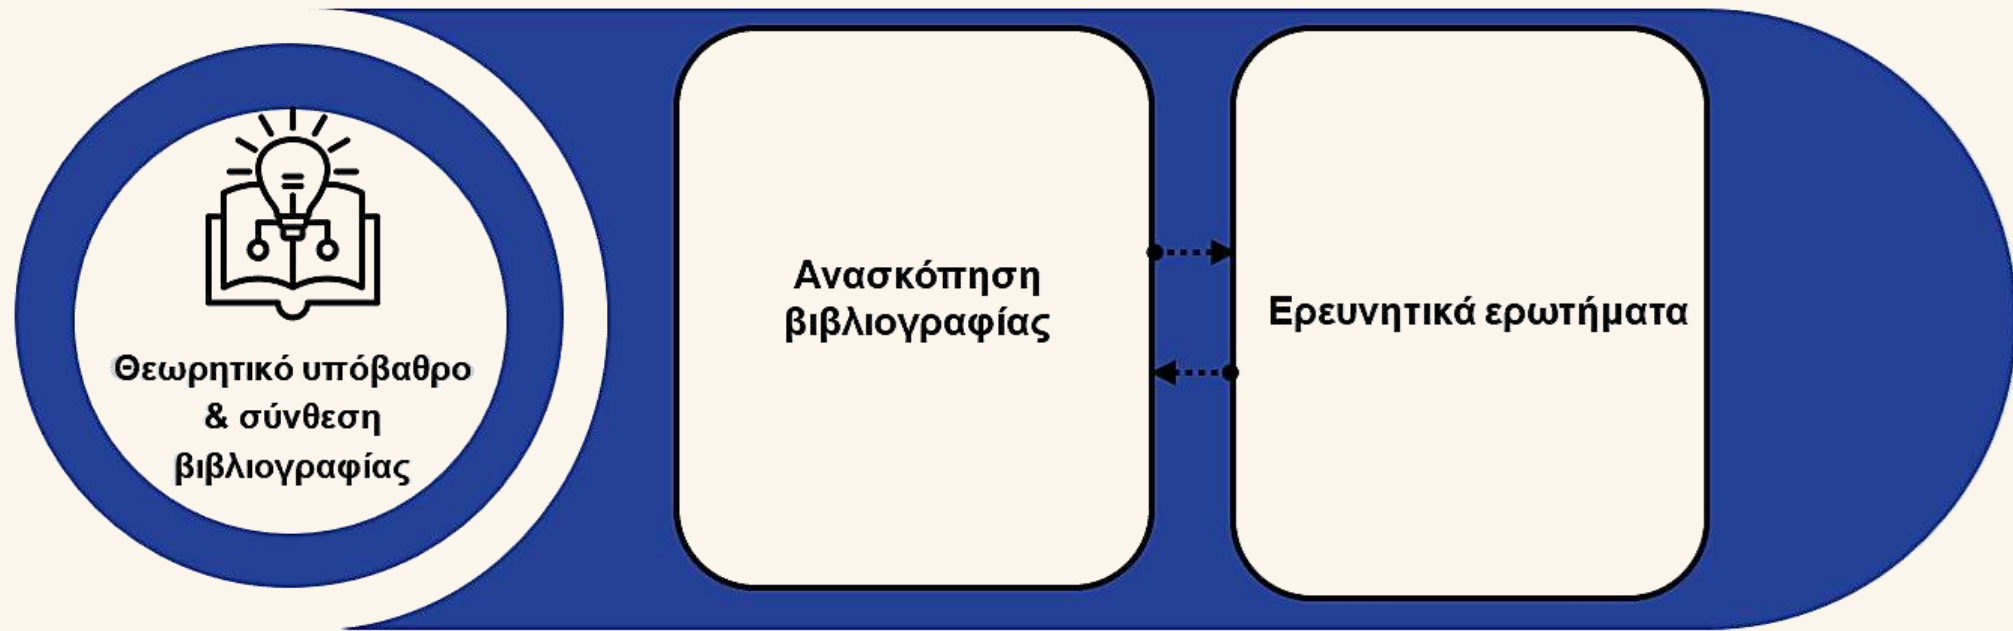 Θεωρητικό υπόβαθρο
& σύνθεση
βιβλιογραφίας
Ανασκόπηση
βιβλιογραφίας
Ερευνητικά ερωτήματα